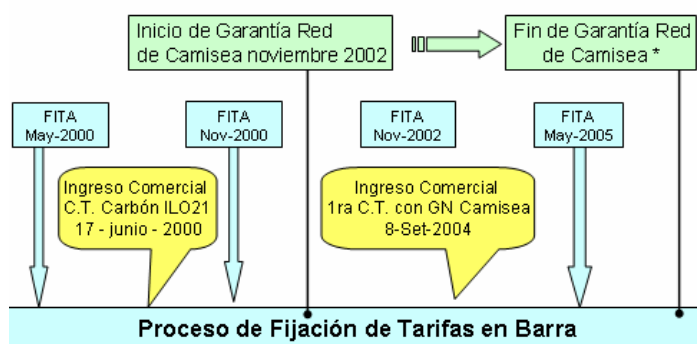 Inicio de Garantía Red
de Camisea noviembre 2002
Fin de Garantía Red
de Camisea *
FITA
May-2000
FITA
Nov-2000
FITA
Nov-2002
FITA
May-2005
Ingreso Comercial
C.T. Carbón ILO21
17 - junio - 2000
Ingreso Comercial
1ra C.T. con GN Camisea
8-Set-2004
Proceso de Fijación de Tarifas en Barra